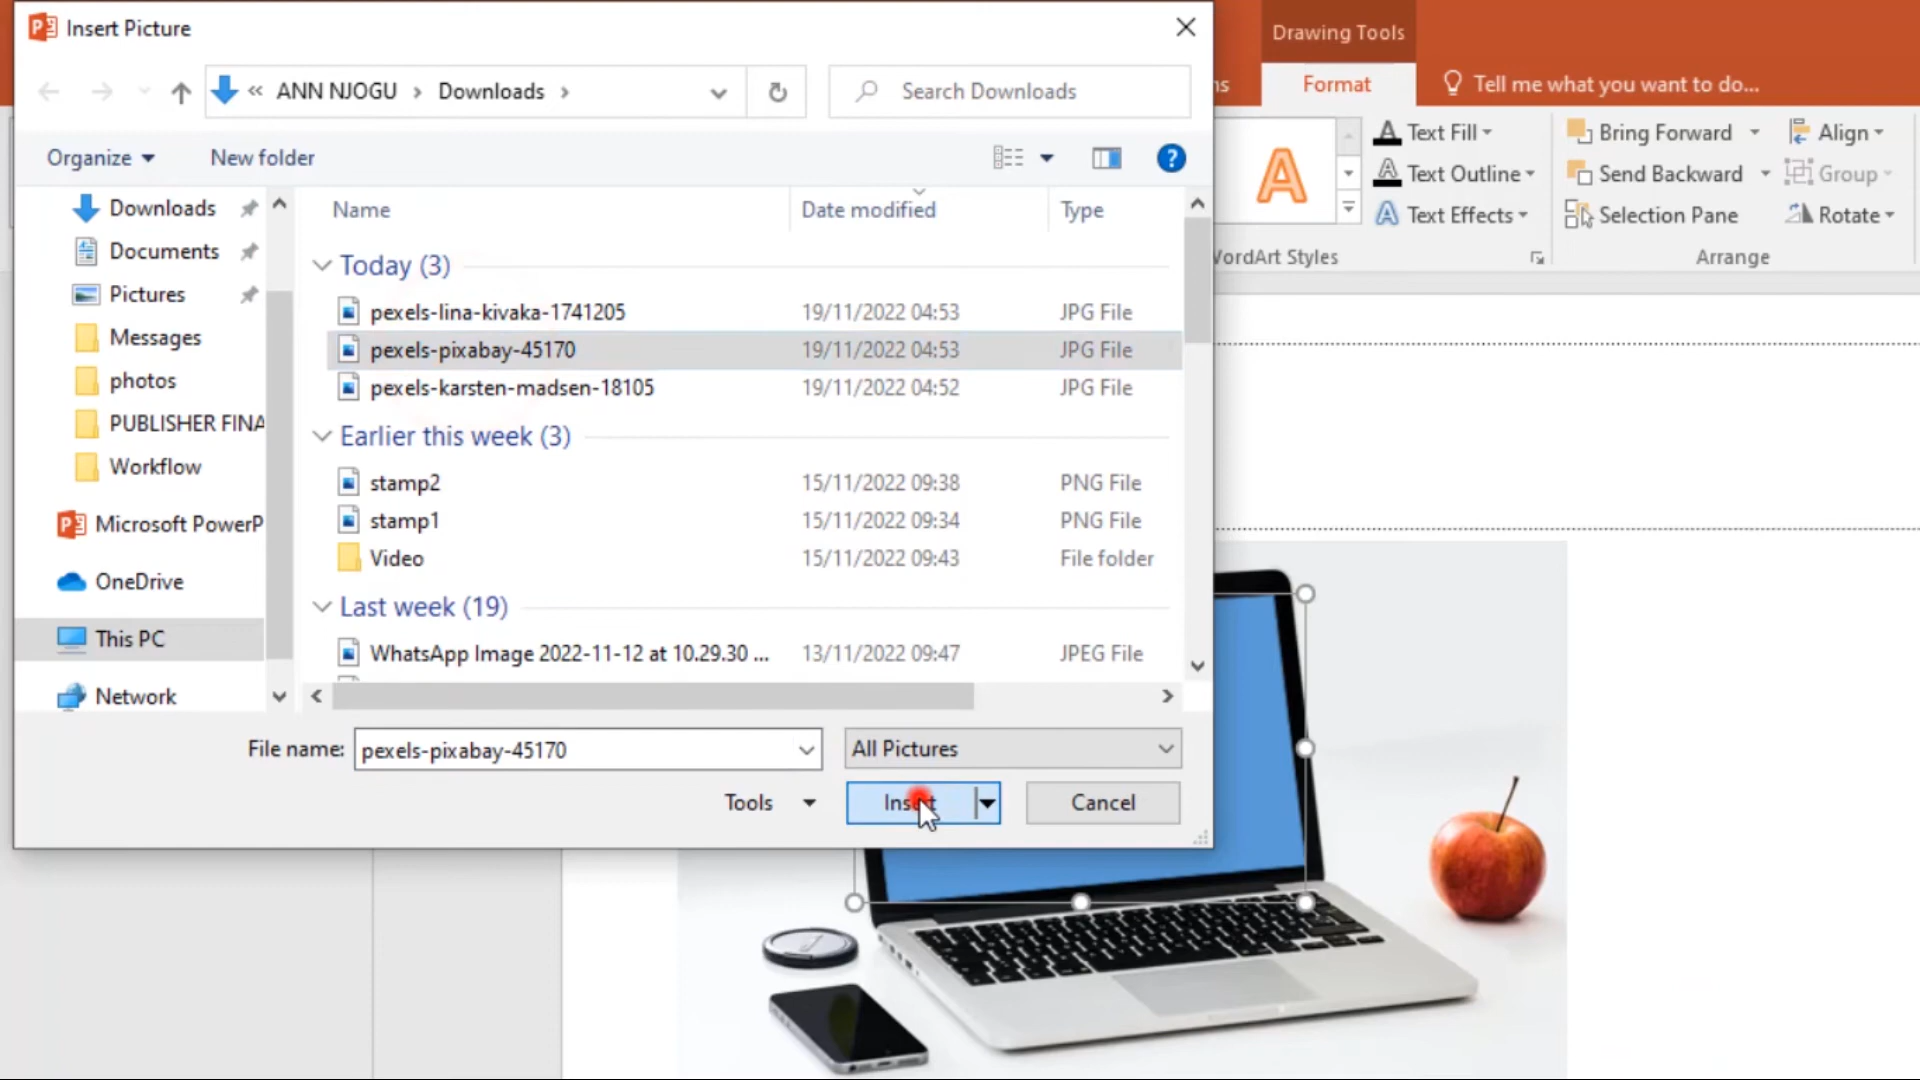 Insert Picture
ANN NJOGU
Downloads
Search Downloads
Organize
New folder
Downloads
Documents
Pictures
Messages
photos
PUBLISHER FINA
Workflow
Microsoft PowerP
OneDrive
This PC
Network
Name
Date modified
Type
Today (3)
pexels-lina-kivaka-1741205 19/11/2022 04:53 JPG File
pexels-pixabay-45170 19/11/2022 04:53 JPG File
pexels-karsten-madsen-18105 19/11/2022 04:52 JPG File
Earlier this week (3)
stamp2 15/11/2022 09:38 PNG File
stamp1 15/11/2022 09:34 PNG File
Video 15/11/2022 09:43 File folder
Last week (19)
WhatsApp Image 2022-11-12 at 10.29.30 ... 13/11/2022 09:47 JPEG File
File name: pexels-pixabay-45170
All Pictures
Tools
Insert
Cancel
Drawing Tools
Format
Tell me what you want to do...
A
Text Fill
Text Outline
Text Effects
WordArt Styles
Bring Forward
Send Backward
Selection Pane
Align
Group
Rotate
Arrange